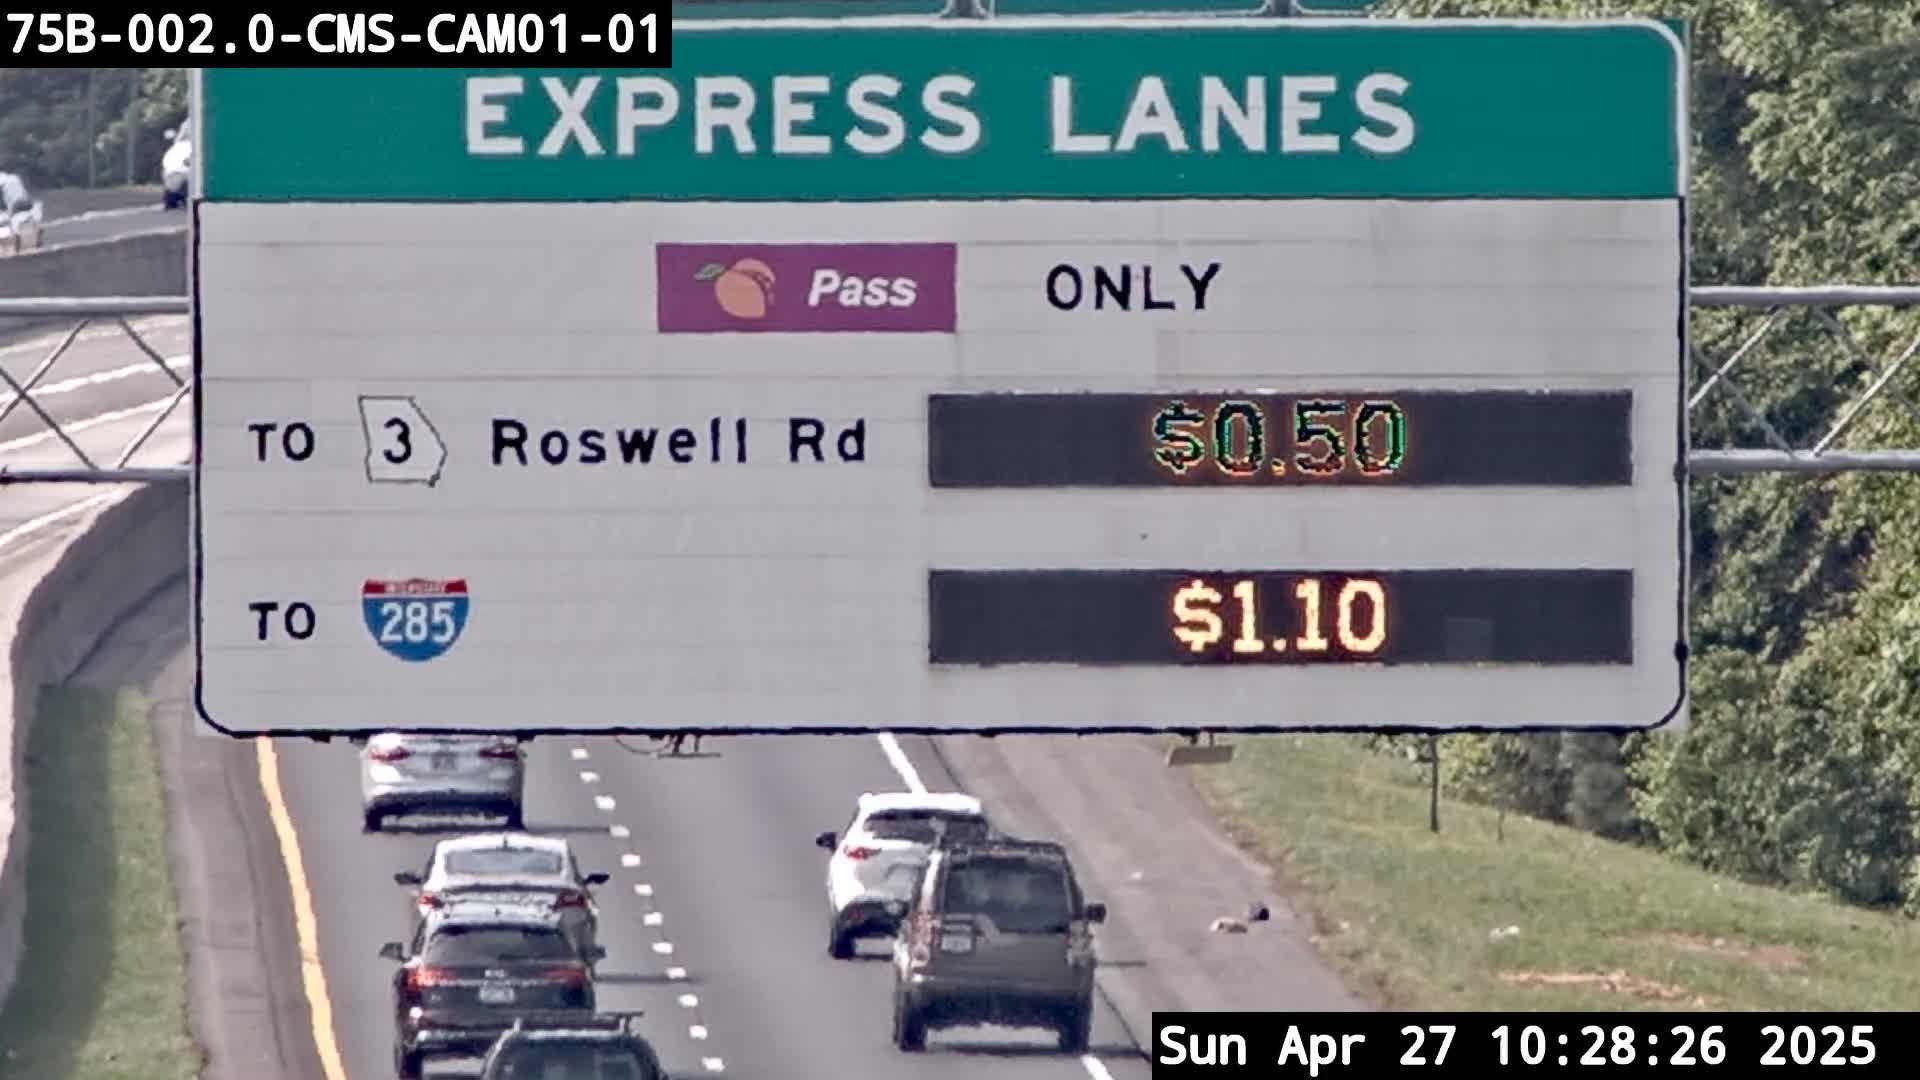 75B-002.0-CMS-CAM01-01
EXPRESS LANES
Pass ONLY
TO 3 Roswell Rd $0.50
TO INTERSTATE 285 $1.10
Sun Apr 27 10:28:26 2025